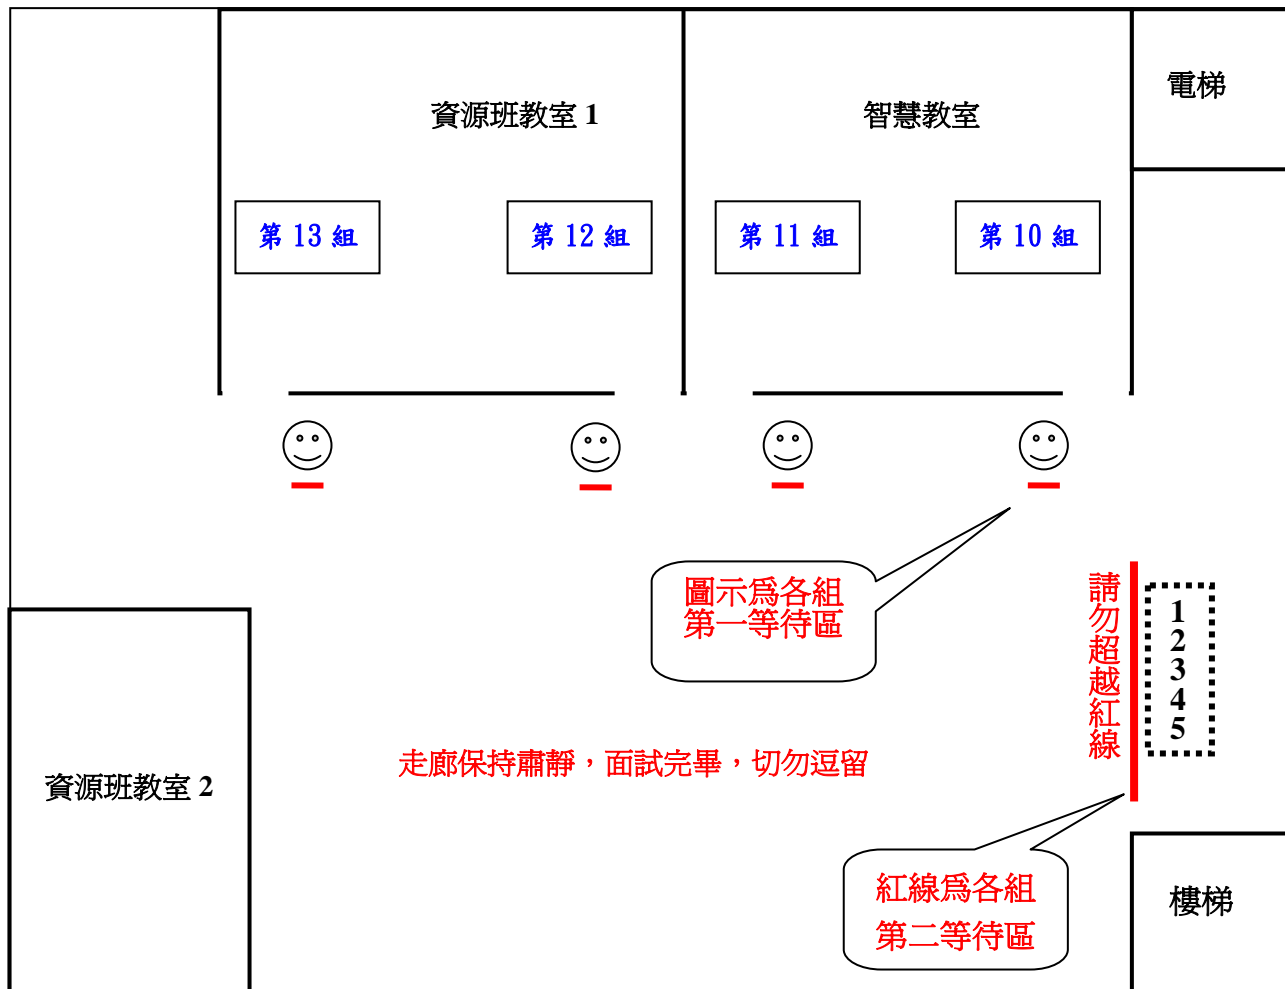 電梯
資源班教室 1
智慧教室
第 13 組
第 12 組
第 11 組
第 10 組
圖示爲各組
第一等待區
請勿超越紅線
1
2
3
4
5
走廊保持肅靜，面試完畢，切勿逗留
資源班教室 2
紅線爲各組
第二等待區
樓梯